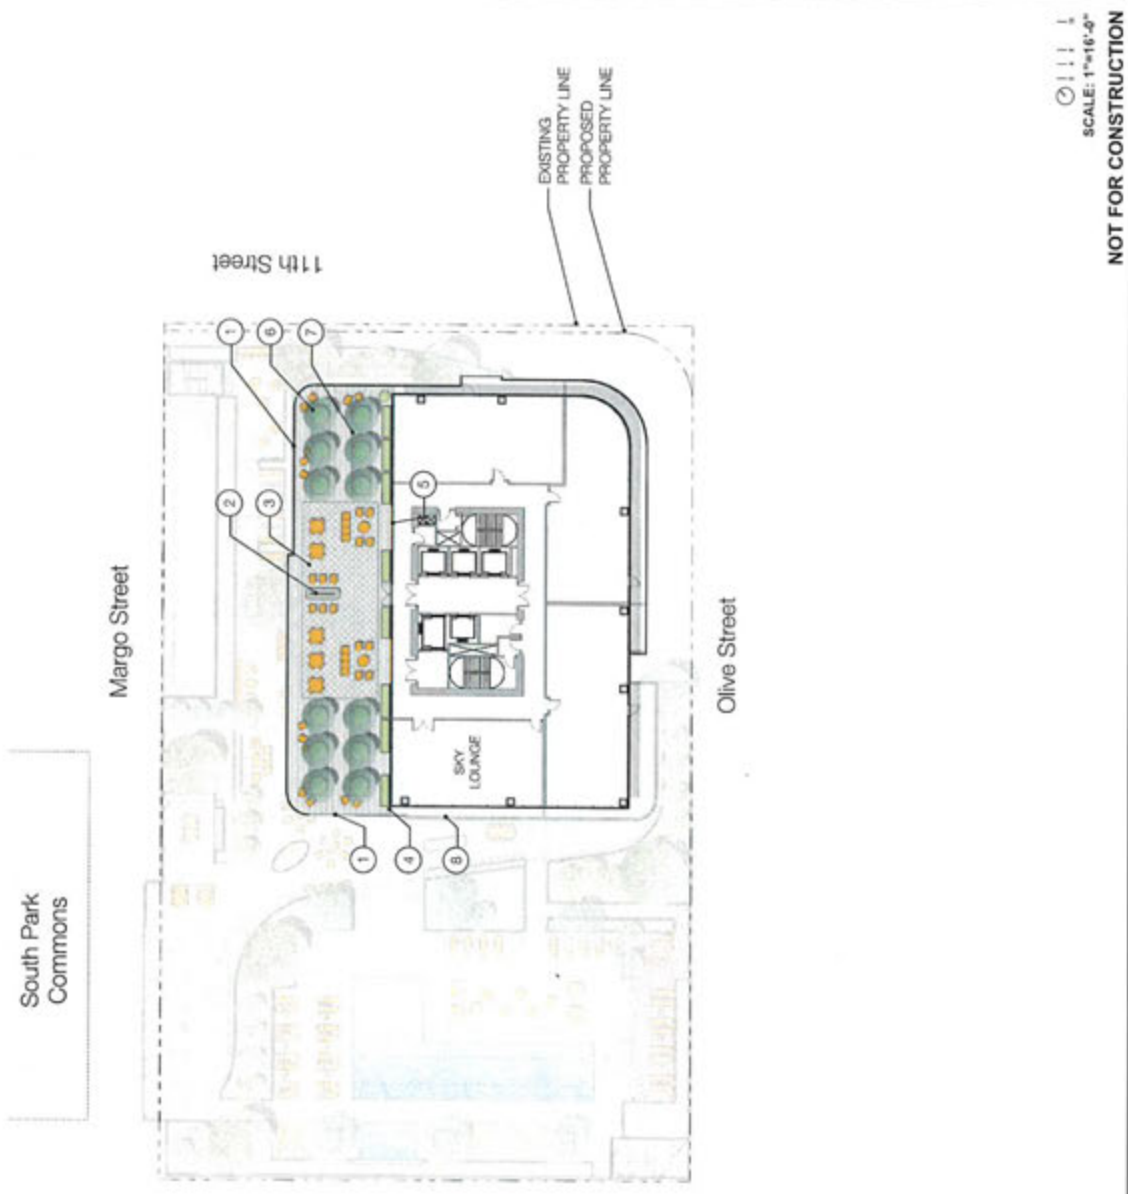 SCALE: 1"=16'-0"
NOT FOR CONSTRUCTION
EXISTING
PROPERTY LINE
PROPOSED
PROPERTY LINE
11th Street
1
6
7
2
3
5
Margo Street
Olive Street
SKY
LOUNGE
1
4
8
South Park
Commons